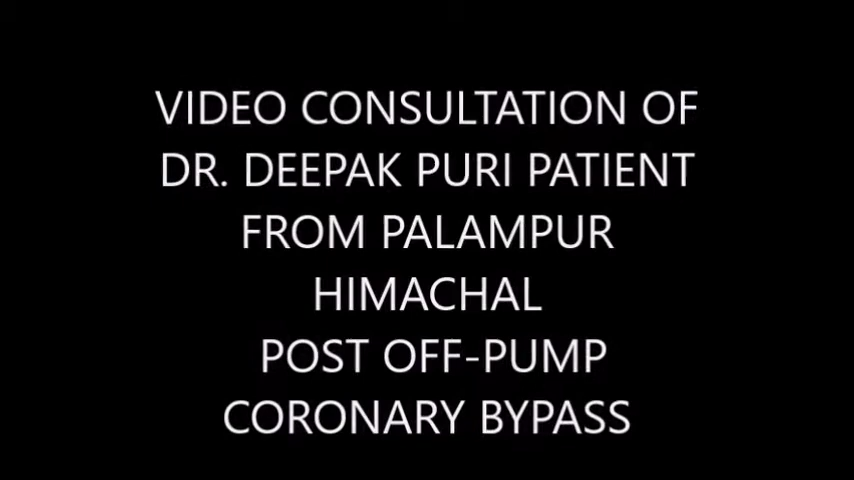 VIDEO CONSULTATION OF
DR. DEEPAK PURI PATIENT
FROM PALAMPUR
HIMACHAL
POST OFF-PUMP
CORONARY BYPASS